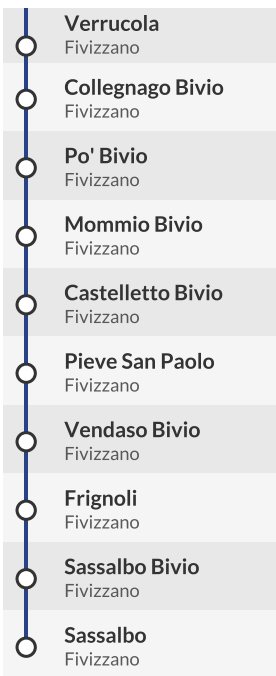 Verrucola
Fivizzano
Collegnago Bivio
Fivizzano
Po' Bivio
Fivizzano
Mommio Bivio
Fivizzano
Castelletto Bivio
Fivizzano
Pieve San Paolo
Fivizzano
Vendaso Bivio
Fivizzano
Frignoli
Fivizzano
Sassalbo Bivio
Fivizzano
Sassalbo
Fivizzano